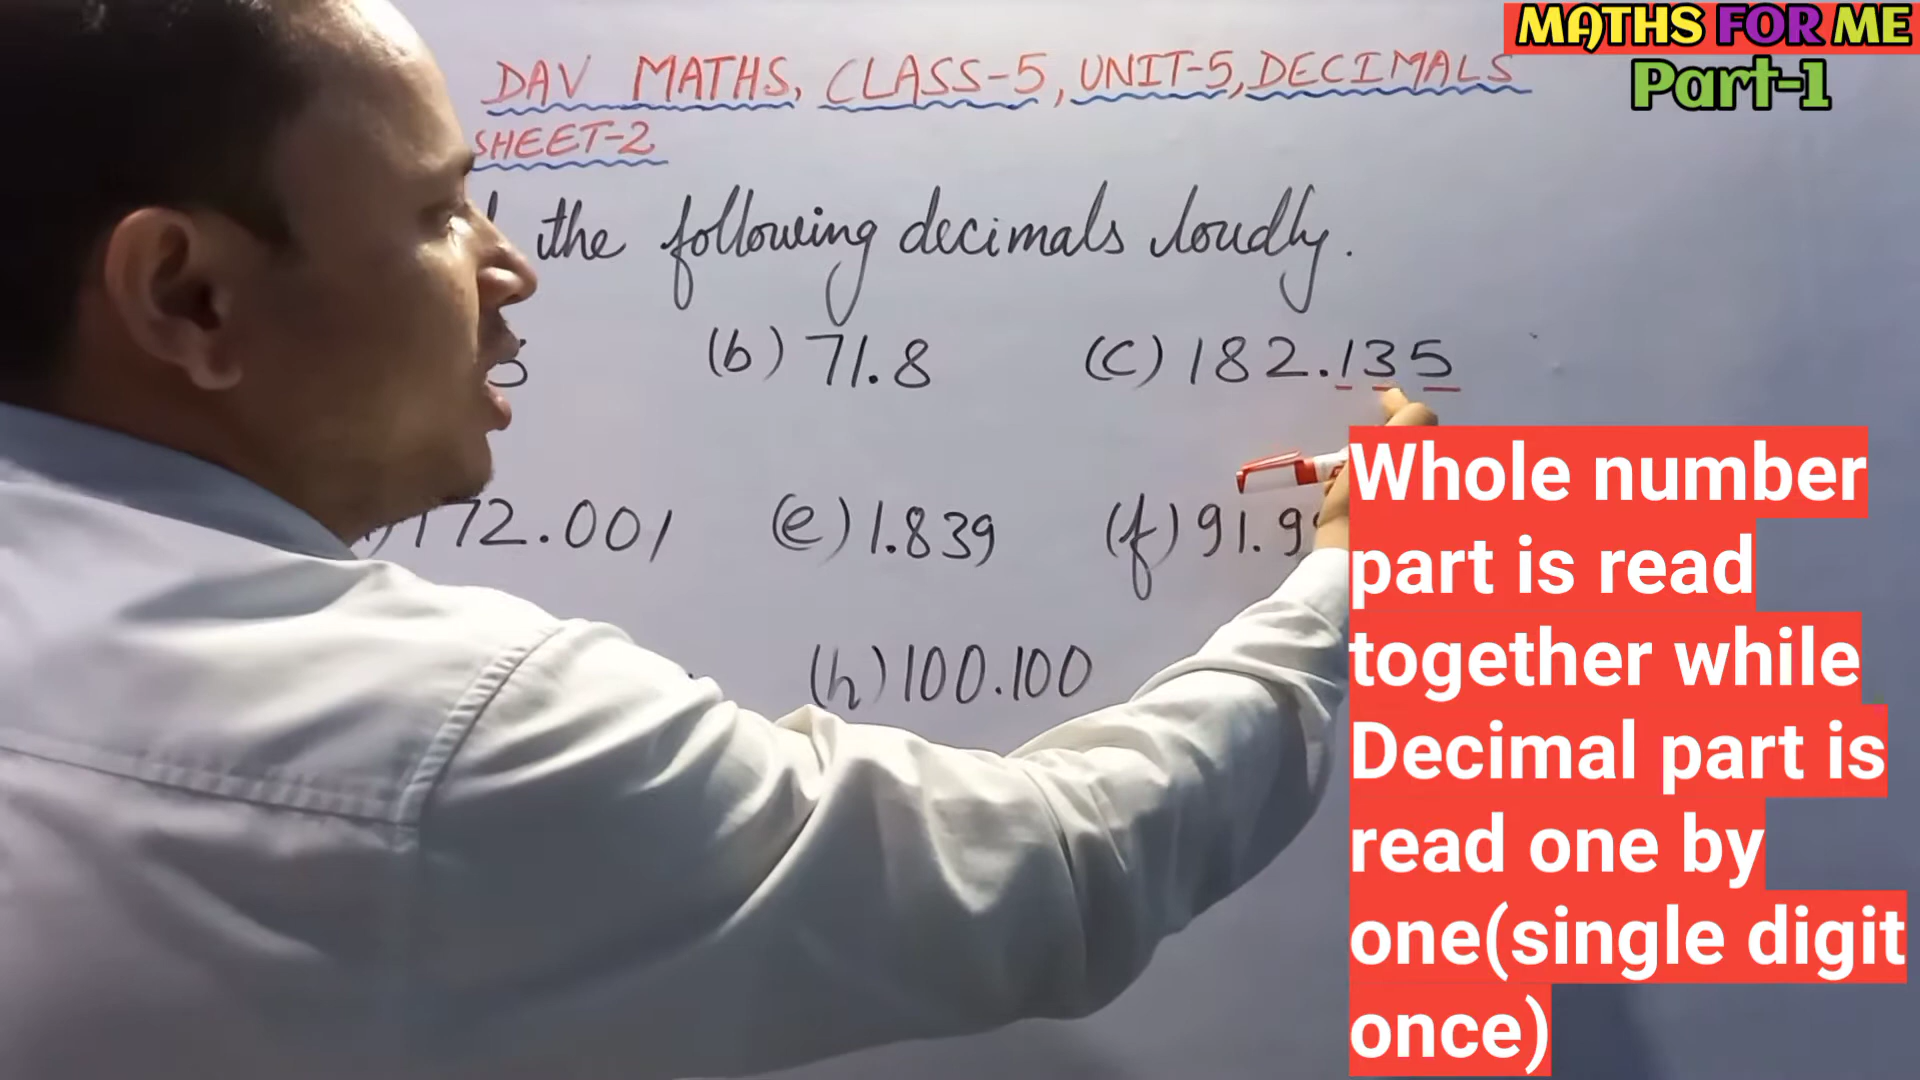 MATHS FOR ME
Part-1
DAV MATHS, CLASS-5, UNIT-5, DECIMALS
SHEET-2
the following decimals loudly.
(b) 71.8 (c) 182.135
172.001 (e) 1.839 (f) 91.9
(h) 100.100
Whole number
part is read
together while
Decimal part is
read one by
one(single digit
once)